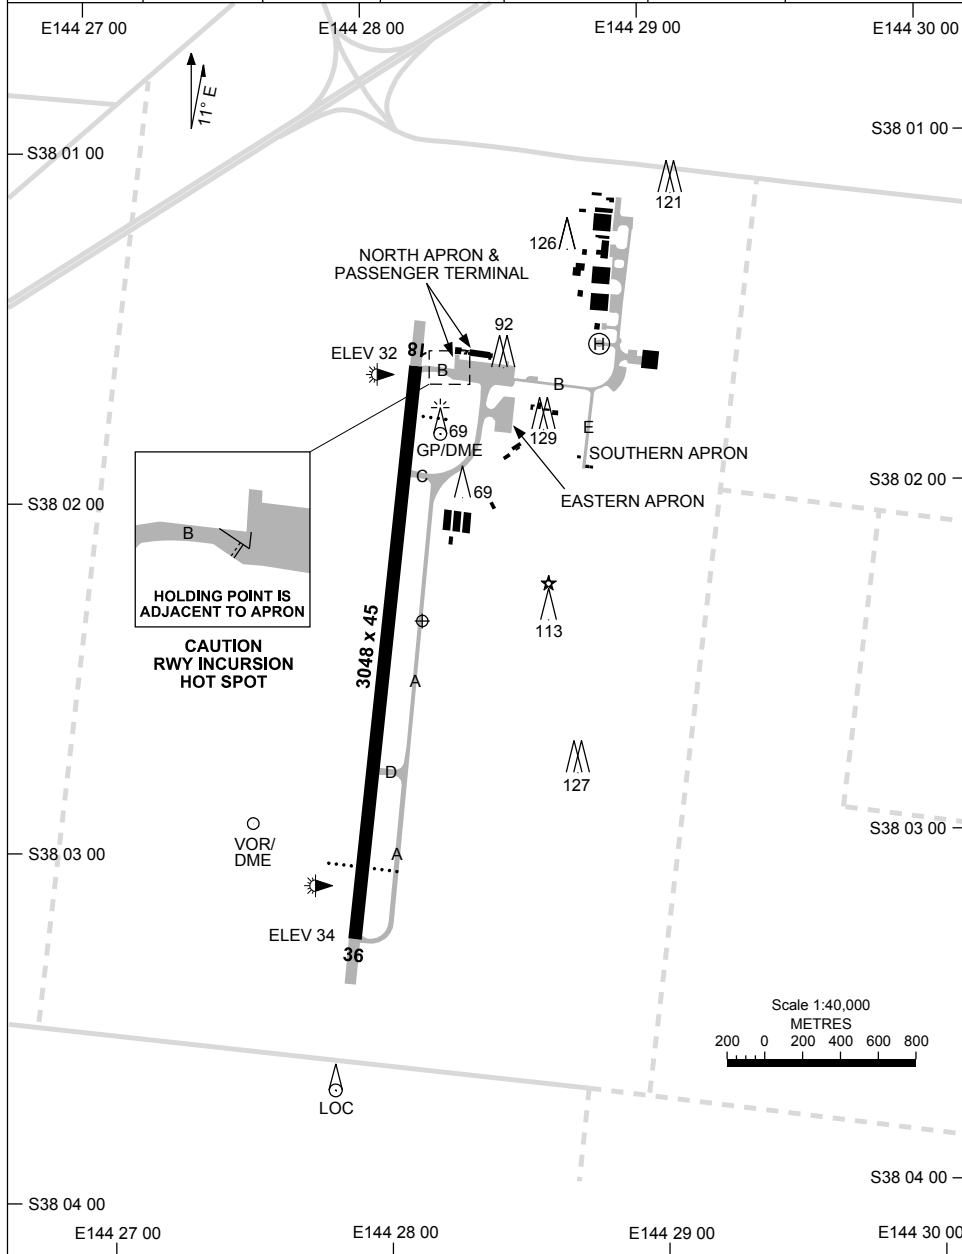 E144 27 00
E144 28 00
E144 29 00
E144 30 00
11° E
S38 01 00
S38 01 00
121
126
NORTH APRON &
PASSENGER TERMINAL
92
ELEV 32
18
H
B
B
69
GP/DME
129
E
SOUTHERN APRON
C
69
EASTERN APRON
S38 02 00
S38 02 00
B
HOLDING POINT IS
ADJACENT TO APRON
CAUTION
RWY INCURSION
HOT SPOT
3048 x 45
113
A
D
127
VOR/
DME
S38 03 00
S38 03 00
A
ELEV 34
36
Scale 1:40,000
METRES
200 0 200 400 600 800
LOC
S38 04 00
S38 04 00
E144 27 00
E144 28 00
E144 29 00
E144 30 00